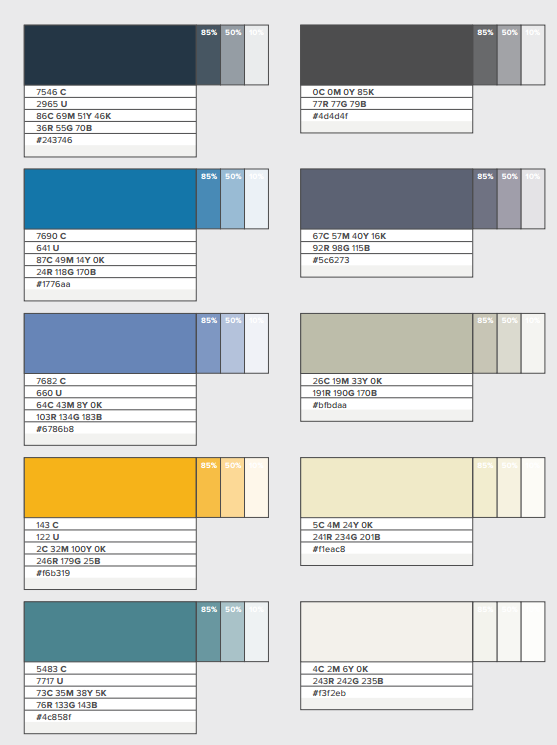 85% 50% 10%
7546 C
2965 U
86C 69M 51Y 46K
36R 55G 70B
#243746
85% 50% 10%
0C 0M 0Y 85K
77R 77G 79B
#4d4d4f
85% 50% 10%
7690 C
641 U
87C 49M 14Y 0K
24R 118G 170B
#1776aa
85% 50% 10%
67C 57M 40Y 16K
92R 98G 115B
#5c6273
85% 50% 10%
7682 C
660 U
64C 43M 8Y 0K
103R 134G 183B
#6786b8
85% 50%
26C 19M 33Y 0K
191R 190G 170B
#bfbdaa
85% 50%
143 C
122 U
2C 32M 100Y 0K
246R 179G 25B
#f6b319
85% 50%
5C 4M 24Y 0K
241R 234G 201B
#f1eac8
85% 50% 10%
5483 C
7717 U
73C 35M 38Y 5K
76R 133G 143B
#4c858f
4C 2M 6Y 0K
243R 242G 235B
#f3f2eb